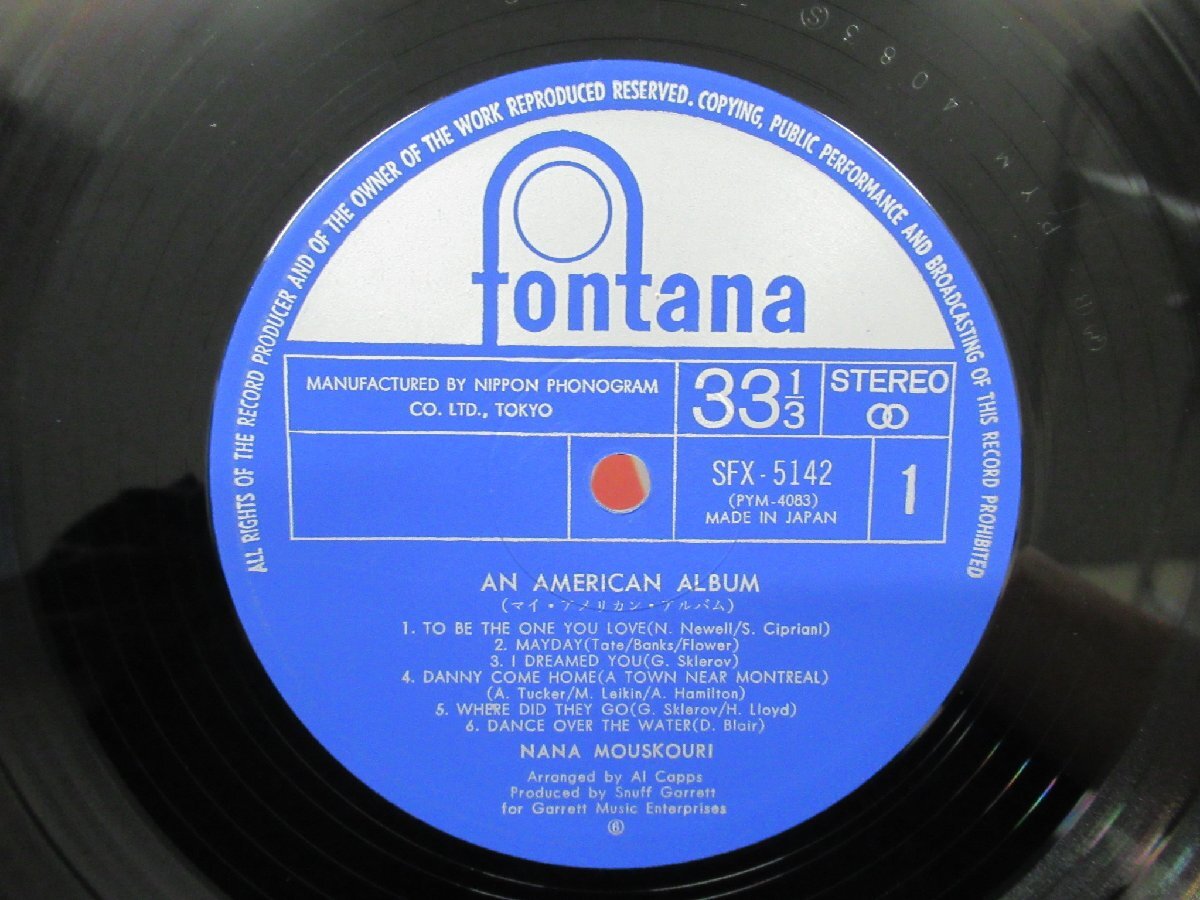 ALL RIGHTS OF THE RECORD PRODUCER AND OF THE OWNER OF THE WORK REPRODUCED RESERVED. COPYING, PUBLIC PERFORMANCE AND BROADCASTING OF THIS RECORD PROHIBITED
fontana
MANUFACTURED BY NIPPON PHONOGRAM
CO. LTD., TOKYO
33 1/3
STEREO
SFX-5142
(PYM-4083)
MADE IN JAPAN
1
AN AMERICAN ALBUM
(マイ・アメリカン・アルバム)
1. TO BE THE ONE YOU LOVE(N. Newell/S. Cipriani)
2. MAYDAY(Tate/Banks/Flower)
3. I DREAMED YOU(G. Sklerov)
4. DANNY COME HOME(A TOWN NEAR MONTREAL)
(A. Tucker/M. Leikin/A. Hamilton)
5. WHERE DID THEY GO(G. Sklerov/H. Lloyd)
6. DANCE OVER THE WATER(D. Blair)
NANA MOUSKOURI
Arranged by Al Capps
Produced by Snuff Garrett
for Garrett Music Enterprises
PYM 4083(S)